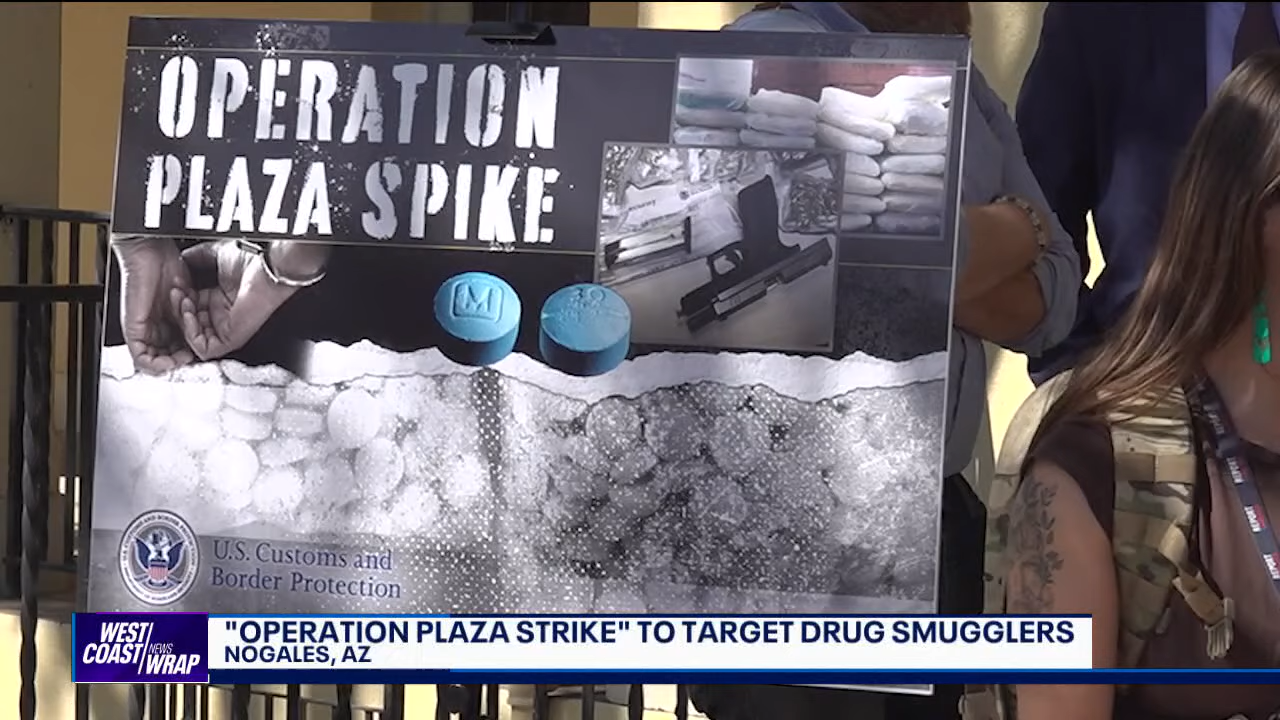 OPERATION
PLAZA SPIKE
M
30
U.S. Customs and
Border Protection
WEST
COAST NEWS
WRAP
"OPERATION PLAZA STRIKE" TO TARGET DRUG SMUGGLERS
NOGALES, AZ